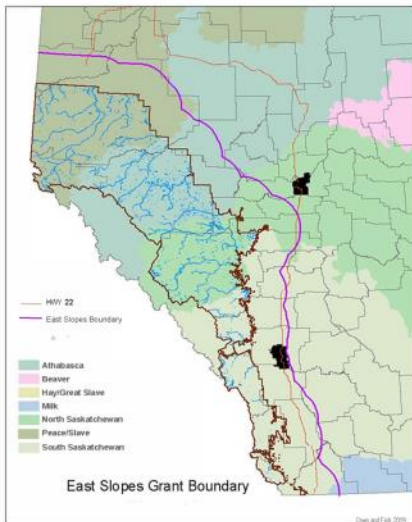 HWY 22
East Slopes Boundary
Athabasca
Beaver
Hay/Great Slave
Milk
North Saskatchewan
Peace/Slave
South Saskatchewan
East Slopes Grant Boundary